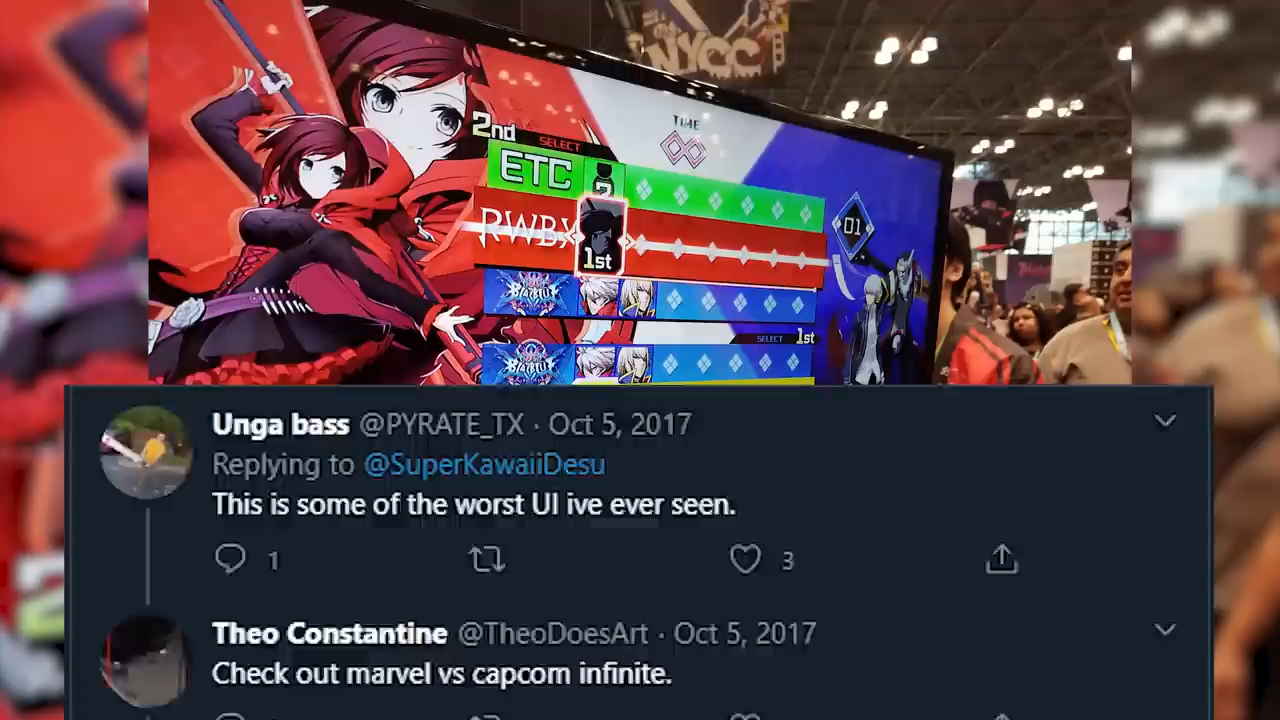 NYCC
TIME
2nd
SELECT
ETC
?
RWBY
1st
01
BLAZBLUE
SELECT 1st
BLAZBLUE
Unga bass @PYRATE_TX · Oct 5, 2017
Replying to @SuperKawaiiDesu
This is some of the worst UI ive ever seen.
1
3
Theo Constantine @TheoDoesArt · Oct 5, 2017
Check out marvel vs capcom infinite.